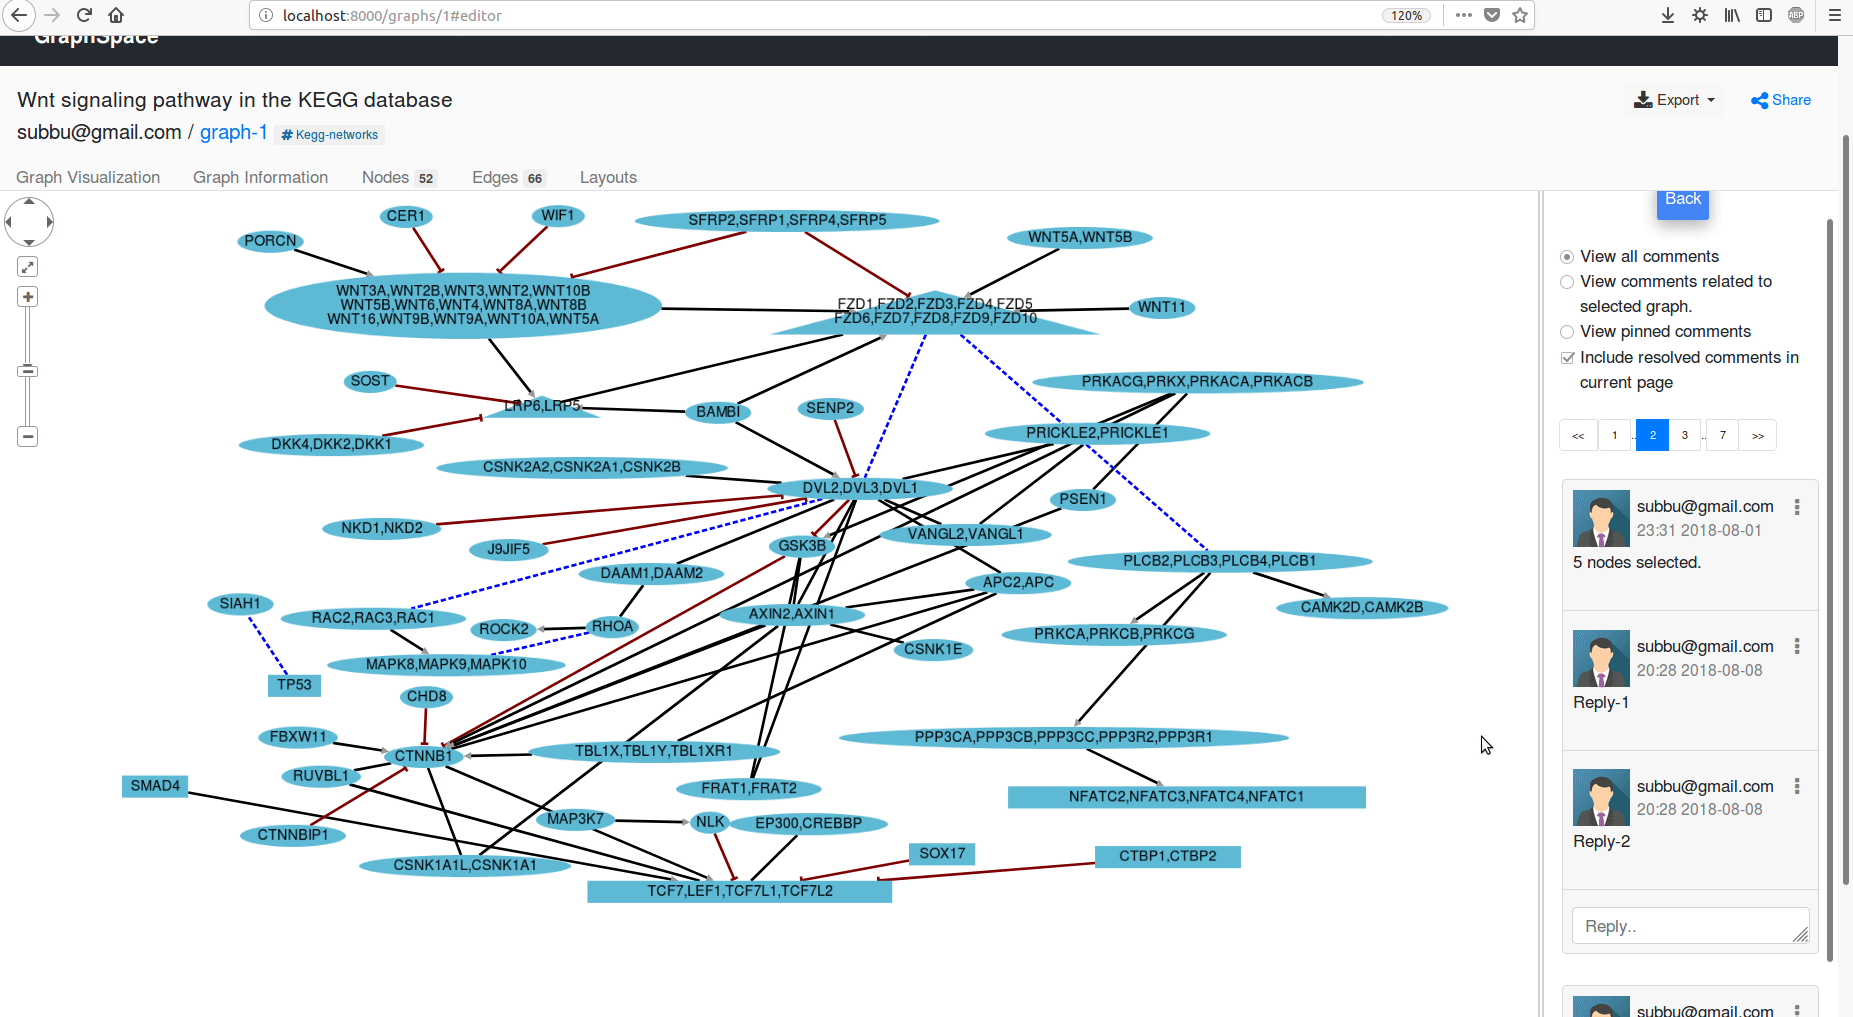 localhost:8000/graphs/1#editor
120%
ABP
GraphSpace
Wnt signaling pathway in the KEGG database
Export
Share
subbu@gmail.com / graph-1
# Kegg-networks
Graph Visualization
Graph Information
Nodes 52
Edges 66
Layouts
CER1
WIF1
SFRP2,SFRP1,SFRP4,SFRP5
PORCN
WNT5A,WNT5B
WNT3A,WNT2B,WNT3,WNT2,WNT10B
WNT5B,WNT6,WNT4,WNT8A,WNT8B
WNT16,WNT9B,WNT9A,WNT10A,WNT5A
FZD1,FZD2,FZD3,FZD4,FZD5
FZD6,FZD7,FZD8,FZD9,FZD10
WNT11
SOST
PRKACG,PRKX,PRKACA,PRKACB
LRP6,LRP5
BAMBI
SENP2
DKK4,DKK2,DKK1
PRICKLE2,PRICKLE1
CSNK2A2,CSNK2A1,CSNK2B
DVL2,DVL3,DVL1
PSEN1
NKD1,NKD2
VANGL2,VANGL1
J9JIF5
GSK3B
PLCB2,PLCB3,PLCB4,PLCB1
DAAM1,DAAM2
APC2,APC
SIAH1
CAMK2D,CAMK2B
RAC2,RAC3,RAC1
AXIN2,AXIN1
ROCK2
RHOA
PRKCA,PRKCB,PRKCG
CSNK1E
MAPK8,MAPK9,MAPK10
TP53
CHD8
FBXW11
PPP3CA,PPP3CB,PPP3CC,PPP3R2,PPP3R1
CTNNB1
TBL1X,TBL1Y,TBL1XR1
RUVBL1
SMAD4
FRAT1,FRAT2
NFATC2,NFATC3,NFATC4,NFATC1
MAP3K7
NLK
EP300,CREBBP
CTNNBIP1
SOX17
CTBP1,CTBP2
CSNK1A1L,CSNK1A1
TCF7,LEF1,TCF7L1,TCF7L2
Back
View all comments
View comments related to
selected graph.
View pinned comments
Include resolved comments in
current page
<< 1 .. 2 3 .. 7 >>
subbu@gmail.com
23:31 2018-08-01
5 nodes selected.
subbu@gmail.com
20:28 2018-08-08
Reply-1
subbu@gmail.com
20:28 2018-08-08
Reply-2
Reply..
subbu@gmail.com